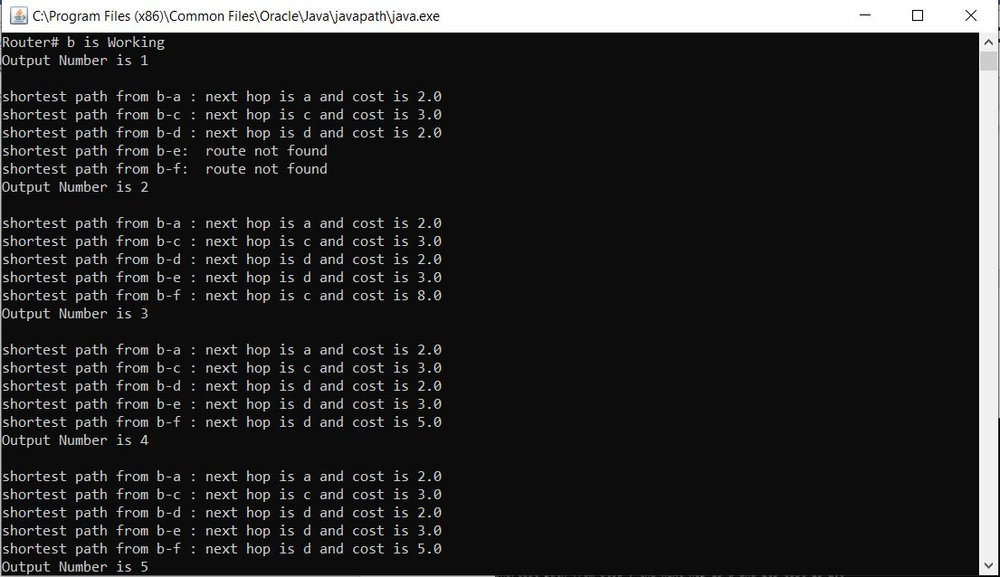 C:\Program Files (x86)\Common Files\Oracle\Java\javapath\java.exe
Router# b is Working
Output Number is 1
shortest path from b-a : next hop is a and cost is 2.0
shortest path from b-c : next hop is c and cost is 3.0
shortest path from b-d : next hop is d and cost is 2.0
shortest path from b-e:  route not found
shortest path from b-f:  route not found
Output Number is 2
shortest path from b-a : next hop is a and cost is 2.0
shortest path from b-c : next hop is c and cost is 3.0
shortest path from b-d : next hop is d and cost is 2.0
shortest path from b-e : next hop is d and cost is 3.0
shortest path from b-f : next hop is c and cost is 8.0
Output Number is 3
shortest path from b-a : next hop is a and cost is 2.0
shortest path from b-c : next hop is c and cost is 3.0
shortest path from b-d : next hop is d and cost is 2.0
shortest path from b-e : next hop is d and cost is 3.0
shortest path from b-f : next hop is d and cost is 5.0
Output Number is 4
shortest path from b-a : next hop is a and cost is 2.0
shortest path from b-c : next hop is c and cost is 3.0
shortest path from b-d : next hop is d and cost is 2.0
shortest path from b-e : next hop is d and cost is 3.0
shortest path from b-f : next hop is d and cost is 5.0
Output Number is 5